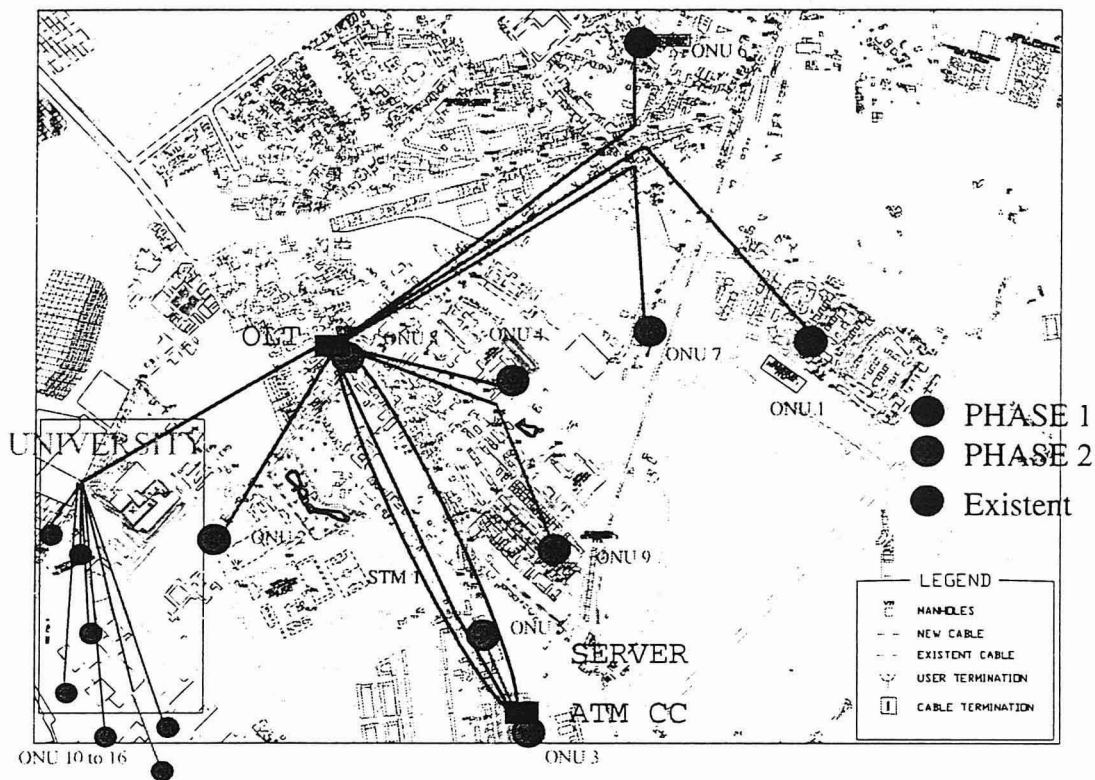 ONU 6
OLT
ONU 4
ONU 7
ONU 1
PHASE 1
UNIVERSITY
PHASE 2
Existent
ONU 2
ONU 9
STM 1
ONU 5
SERVER
ATM CC
ONU 3
ONU 10 to 16
LEGEND
MANHOLES
NEW CABLE
EXISTENT CABLE
USER TERMINATION
CABLE TERMINATION